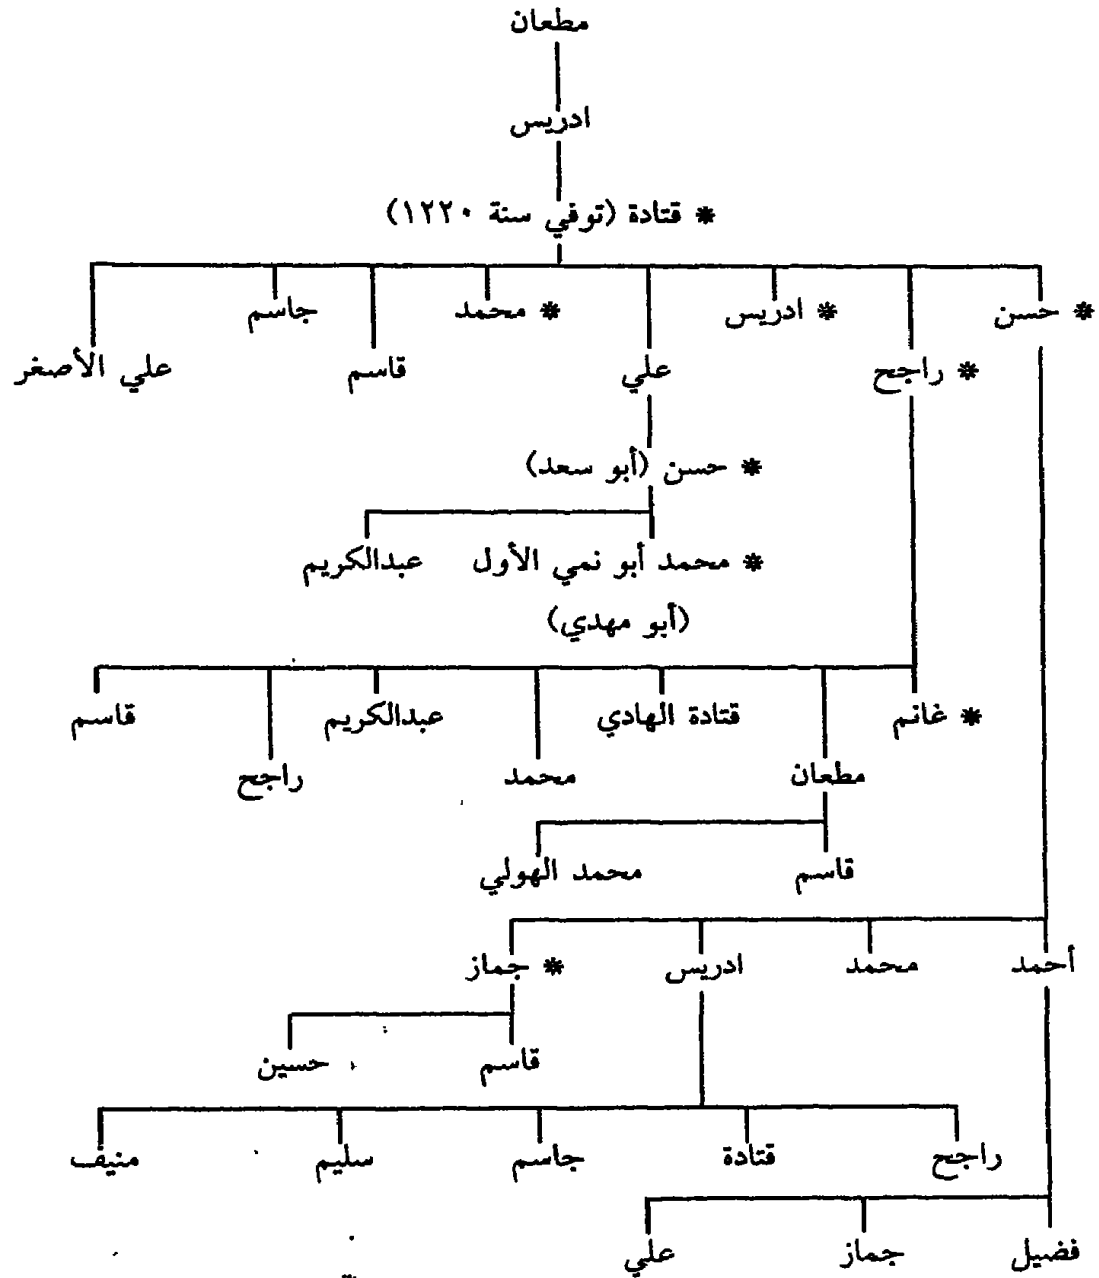 مطعان
ادريس
* قتادة (توفي سنة ١٢٢٠)
* حسن * ادريس * محمد جاسم
* راجح علي قاسم علي الأصغر
* حسن (أبو سعد)
* محمد أبو نمي الأول عبدالكريم
(أبو مهدي)
* غانم قتادة الهادي عبدالكريم قاسم
مطعان محمد راجح
قاسم محمد الهولي
أحمد محمد ادريس * جماز
قاسم حسين
راجح قتادة جاسم سليم منيف
فضيل جماز علي